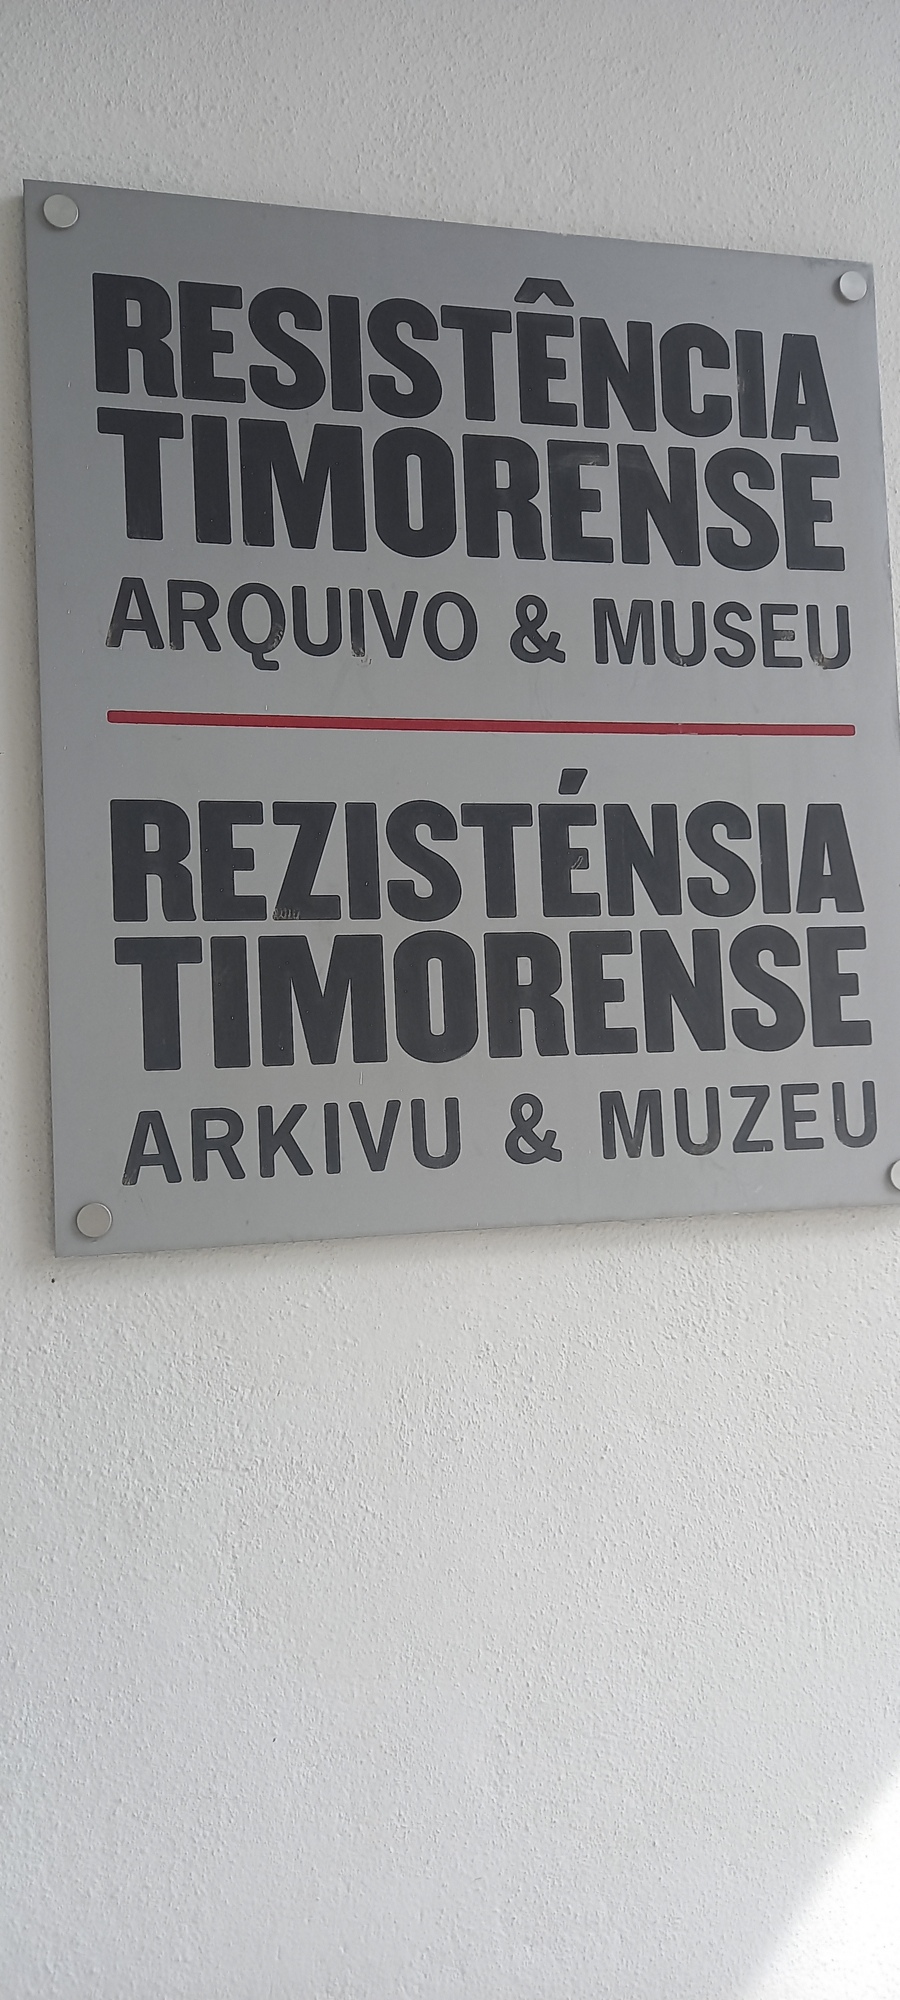 RESISTÊNCIA
TIMORENSE
ARQUIVO & MUSEU
REZISTÉNSIA
TIMORENSE
ARKIVU & MUZEU